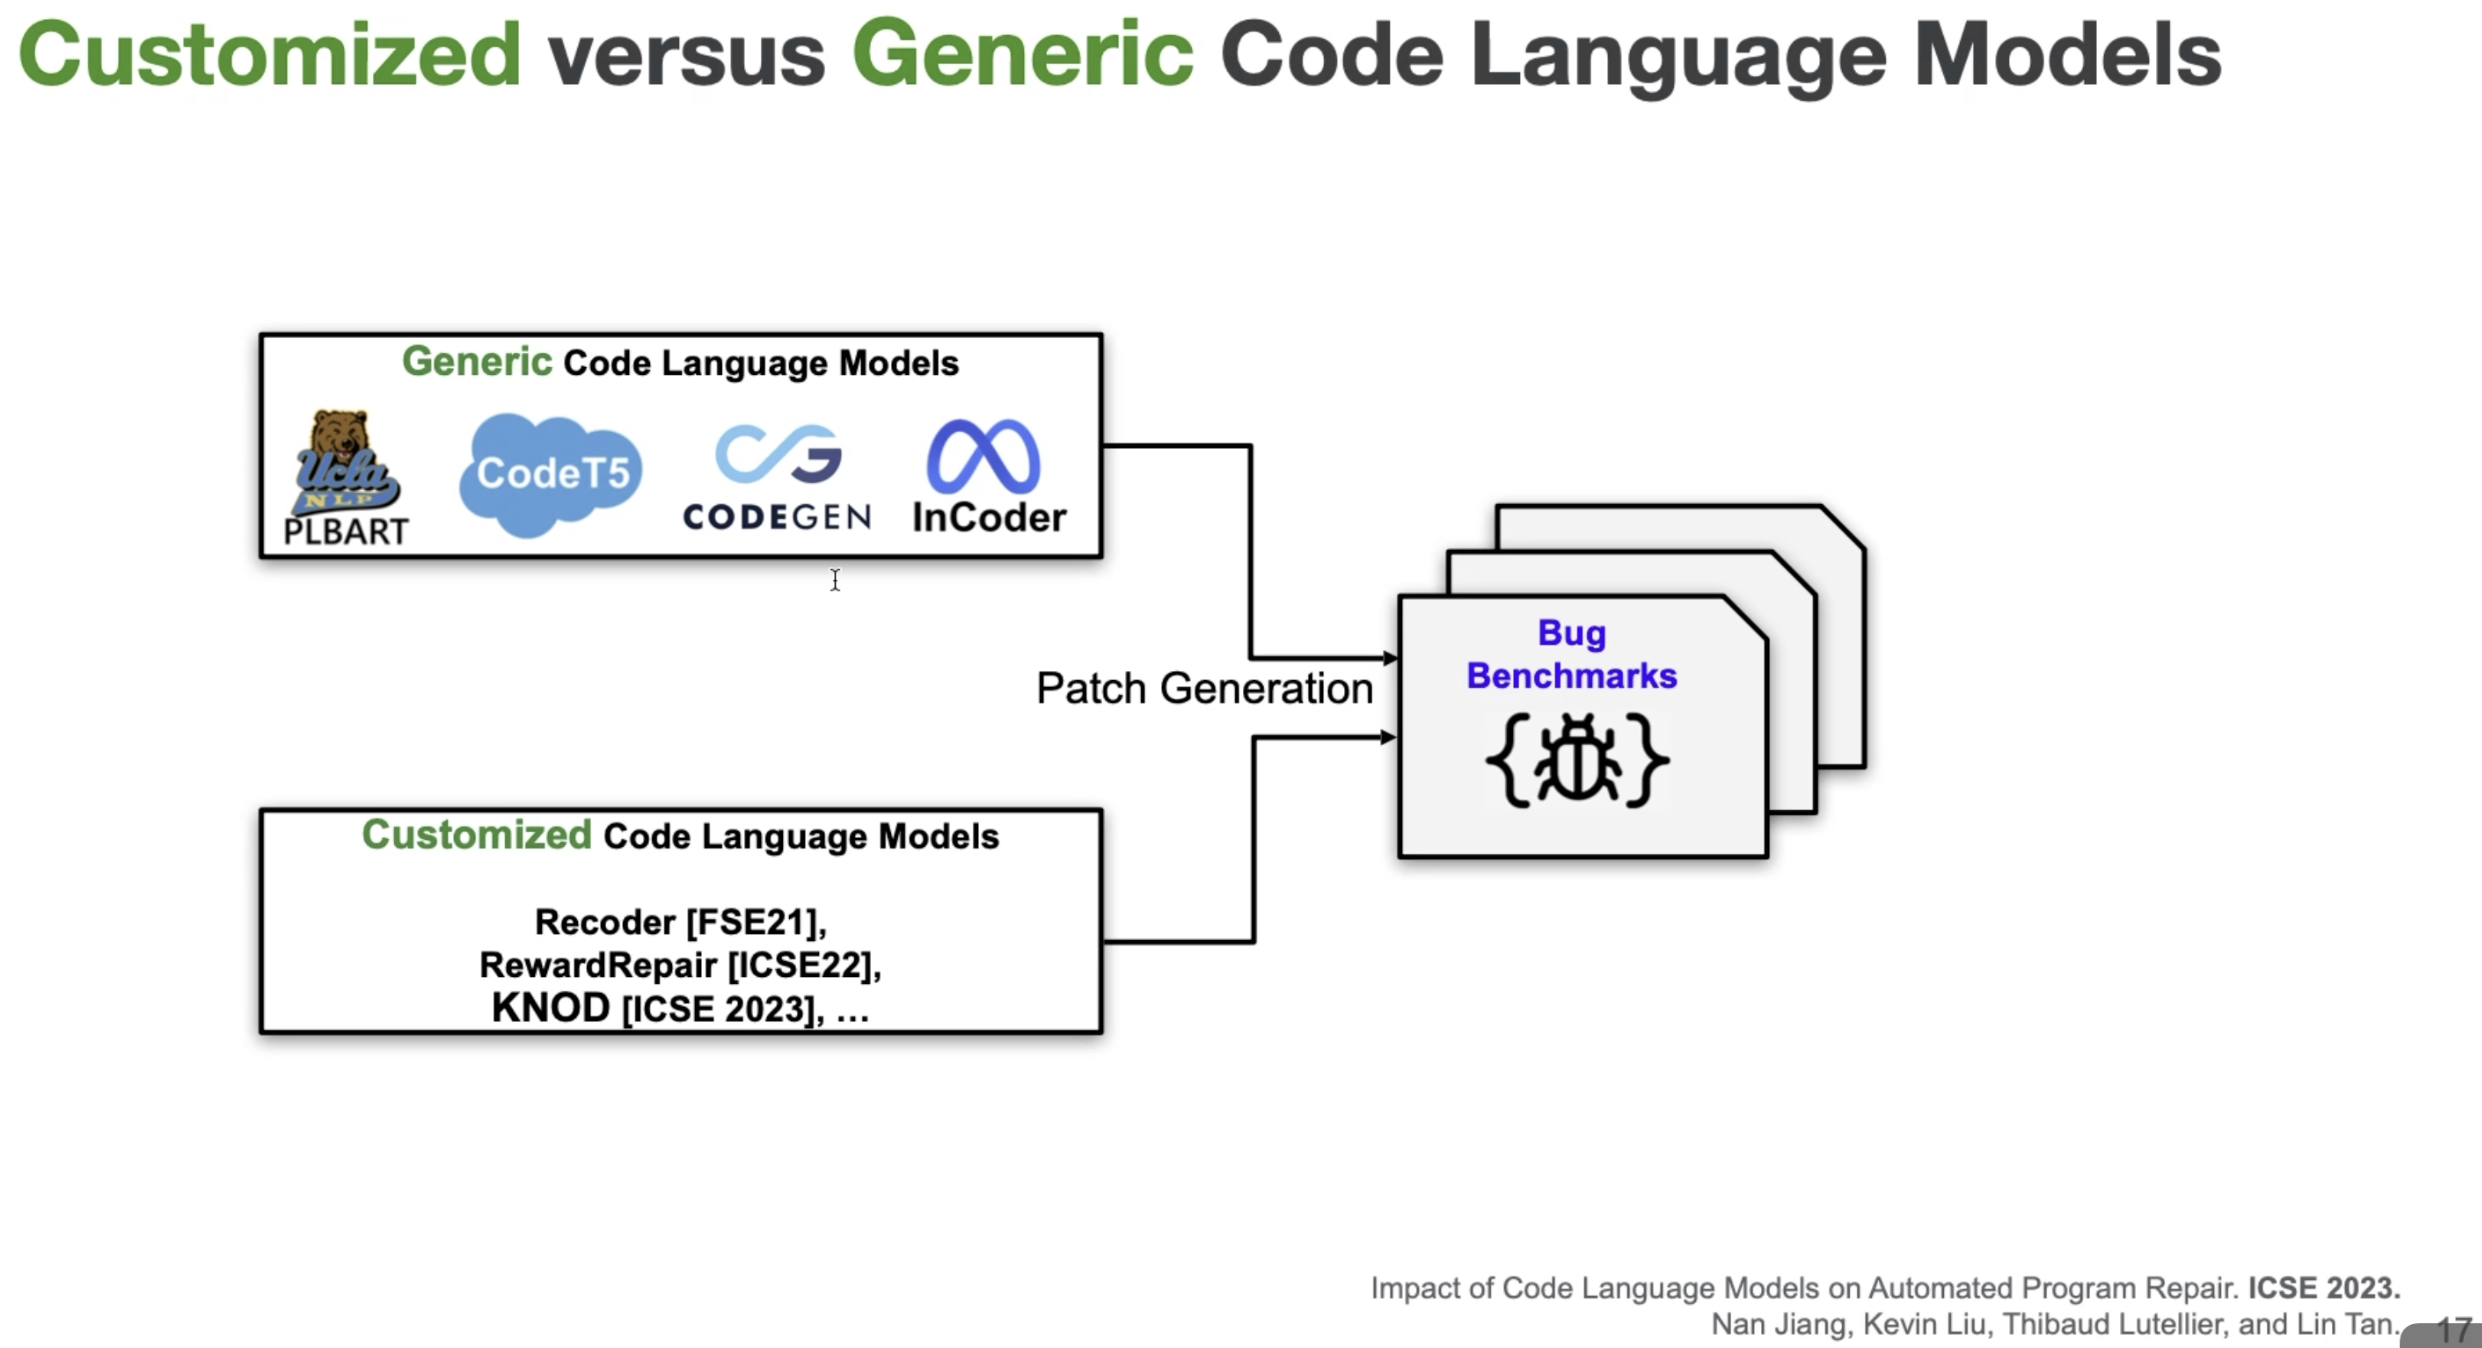 Customized versus Generic Code Language Models
Generic Code Language Models
Ucla
NLP
PLBART
CodeT5
CODEGEN
InCoder
Patch Generation
Bug
Benchmarks
Customized Code Language Models
Recoder [FSE21],
RewardRepair [ICSE22],
KNOD [ICSE 2023], ...
Impact of Code Language Models on Automated Program Repair. ICSE 2023.
Nan Jiang, Kevin Liu, Thibaud Lutellier, and Lin Tan.
17